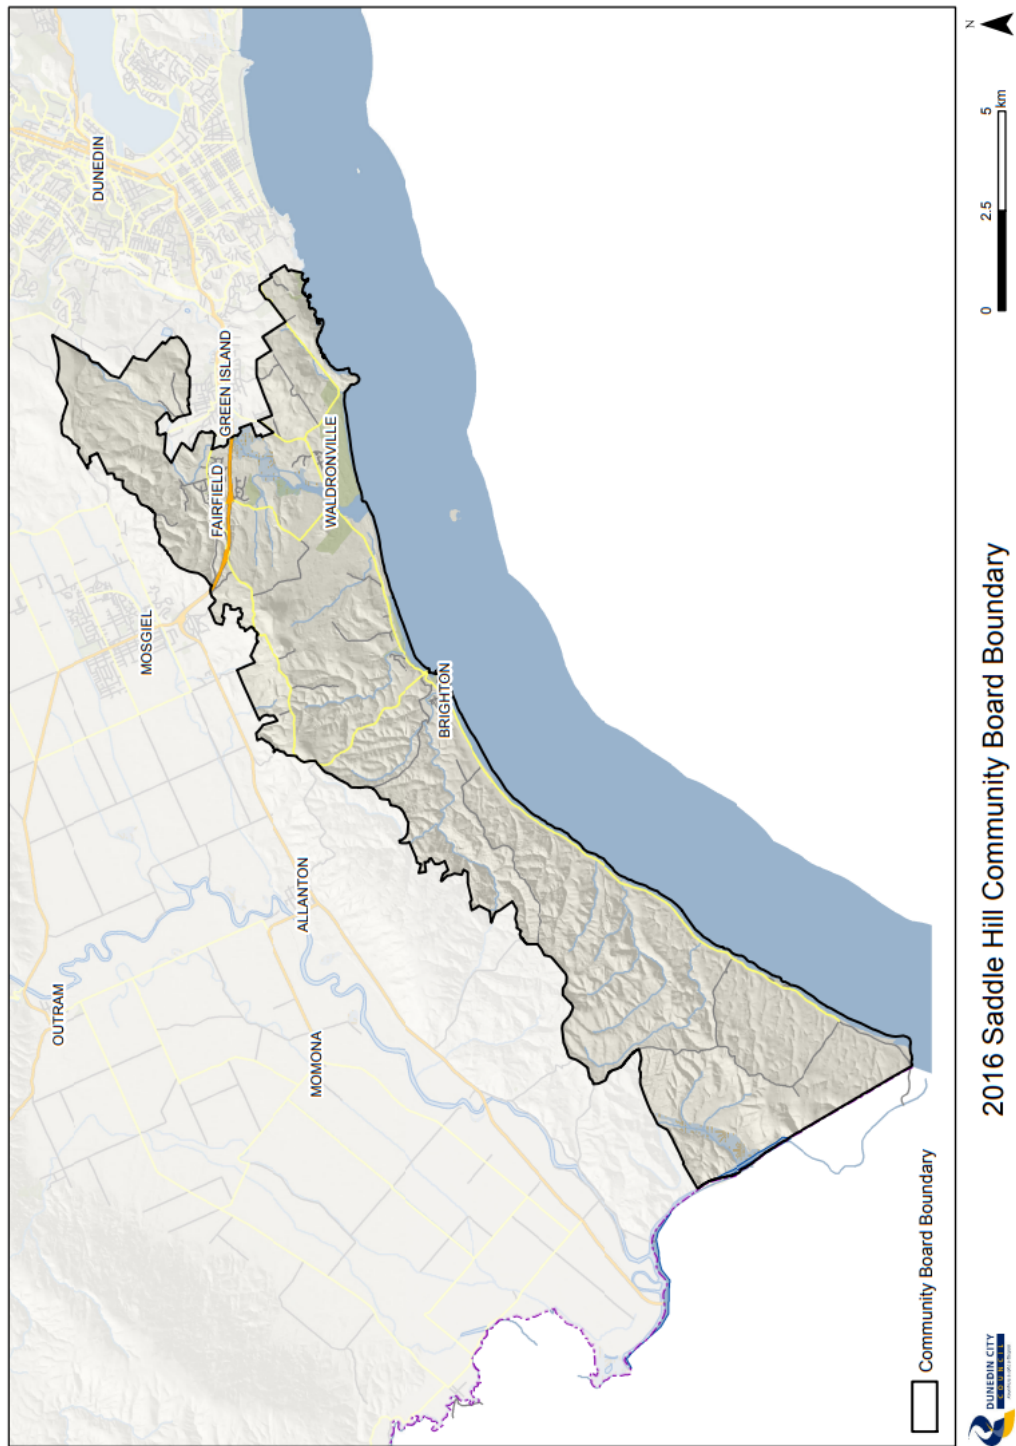 DUNEDIN
GREEN ISLAND
FAIRFIELD
WALDRONVILLE
MOSGIEL
BRIGHTON
ALLANTON
OUTRAM
MOMONA
Community Board Boundary
2016 Saddle Hill Community Board Boundary
N
0 2.5 5
km
DUNEDIN CITY
COUNCIL